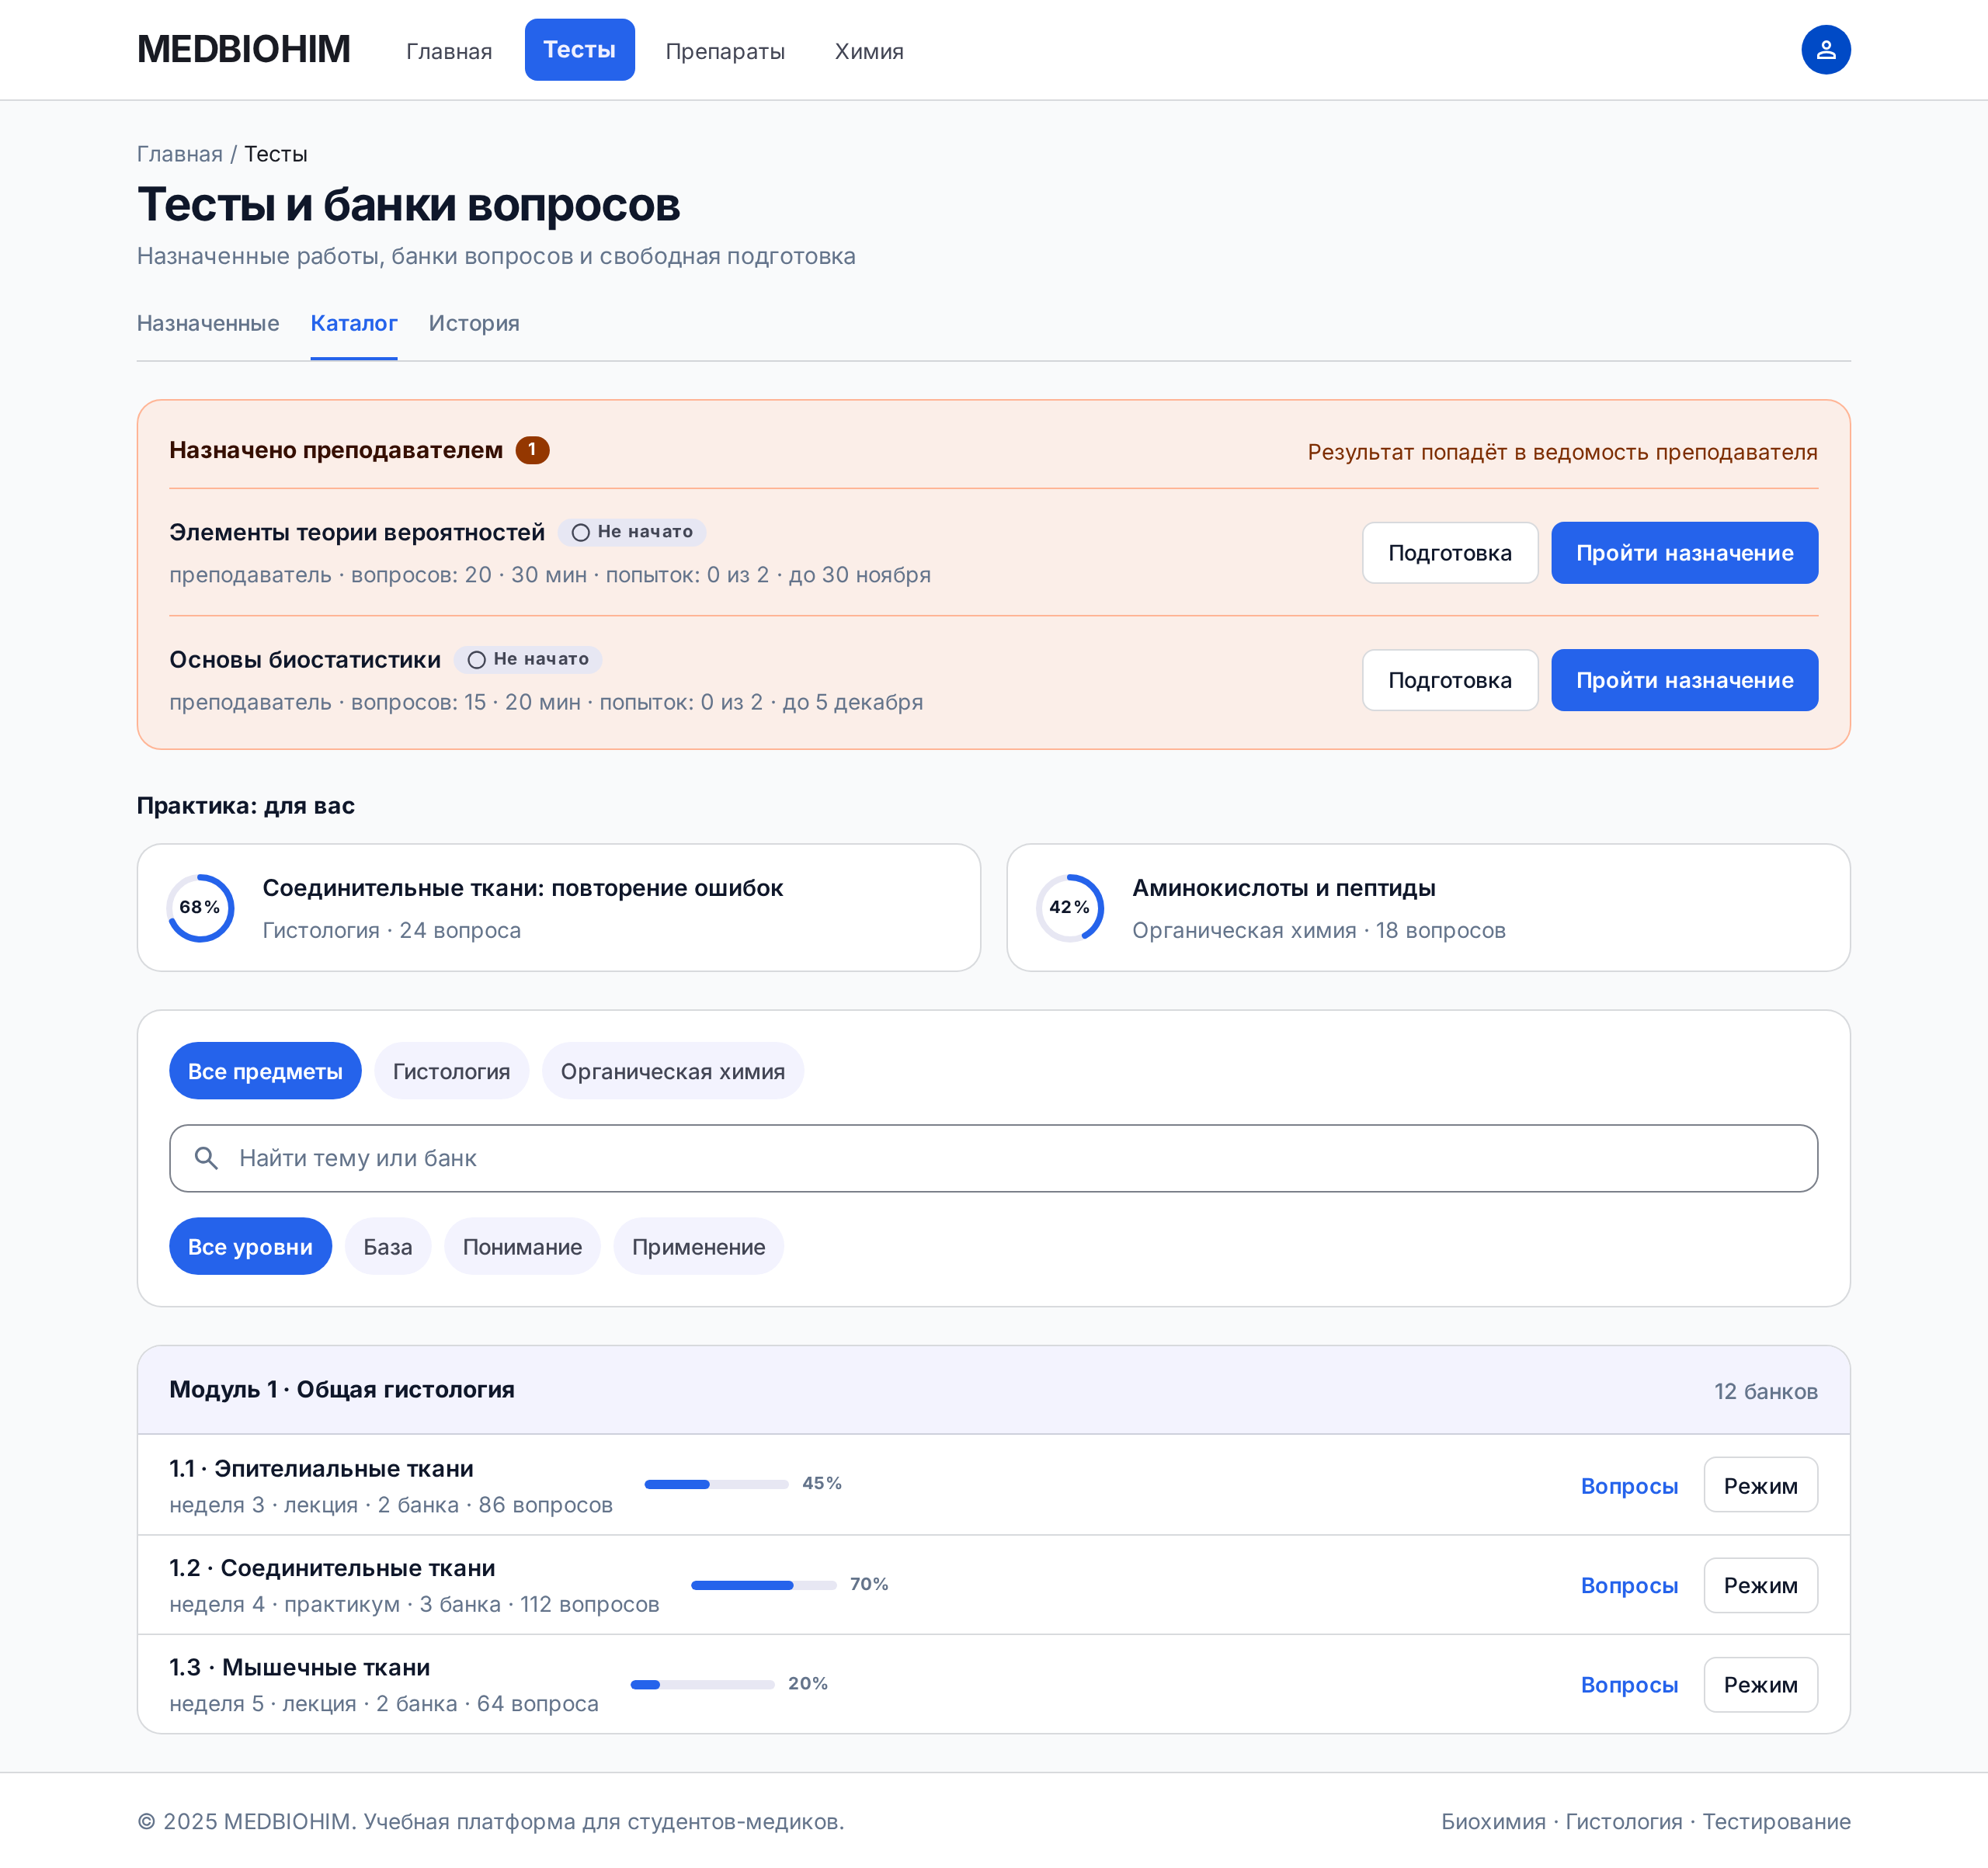 MEDBIOHIM Главная Тесты Препараты Химия
Главная / Тесты
Тесты и банки вопросов
Назначенные работы, банки вопросов и свободная подготовка
Назначенные Каталог История
Назначено преподавателем 1 Результат попадёт в ведомость преподавателя
Элементы теории вероятностей Не начато
преподаватель · вопросов: 20 · 30 мин · попыток: 0 из 2 · до 30 ноября
Подготовка Пройти назначение
Основы биостатистики Не начато
преподаватель · вопросов: 15 · 20 мин · попыток: 0 из 2 · до 5 декабря
Подготовка Пройти назначение
Практика: для вас
68% Соединительные ткани: повторение ошибок
Гистология · 24 вопроса
42% Аминокислоты и пептиды
Органическая химия · 18 вопросов
Все предметы Гистология Органическая химия
Найти тему или банк
Все уровни База Понимание Применение
Модуль 1 · Общая гистология 12 банков
1.1 · Эпителиальные ткани
неделя 3 · лекция · 2 банка · 86 вопросов
45% Вопросы Режим
1.2 · Соединительные ткани
неделя 4 · практикум · 3 банка · 112 вопросов
70% Вопросы Режим
1.3 · Мышечные ткани
неделя 5 · лекция · 2 банка · 64 вопроса
20% Вопросы Режим
© 2025 MEDBIOHIM. Учебная платформа для студентов-медиков. Биохимия · Гистология · Тестирование